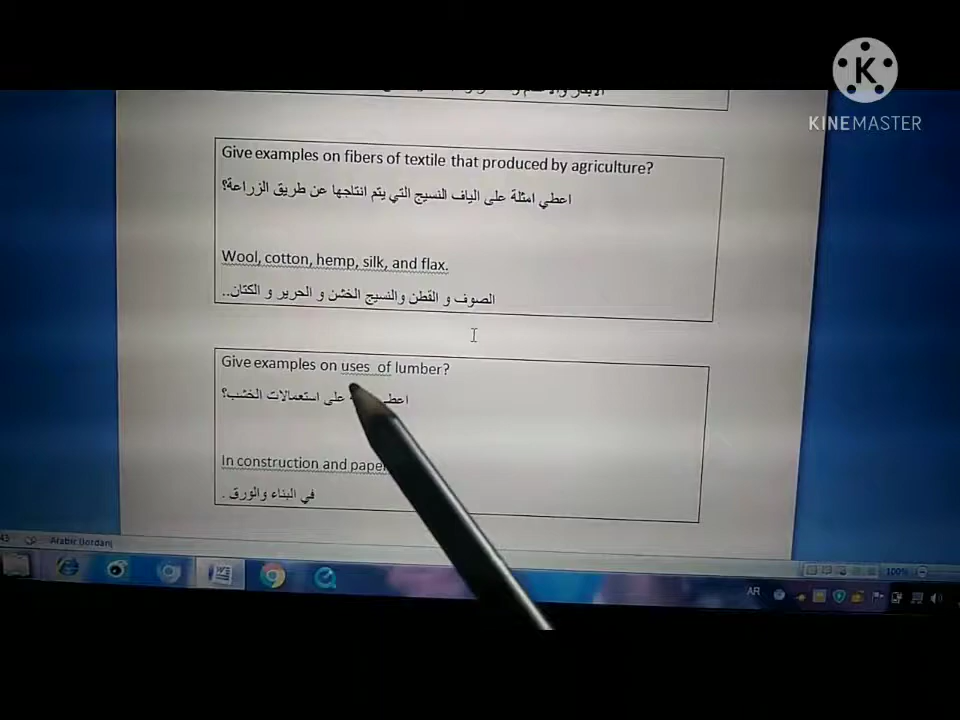 KINEMASTER
Give examples on fibers of textile that produced by agriculture?
اعطي امثلة على الياف النسيج التي يتم انتاجها عن طريق الزراعة؟
Wool, cotton, hemp, silk, and flax.
الصوف و القطن والنسيج الخشن و الحرير و الكتان..
Give examples on uses of lumber?
على استعمالات الخشب؟
In construction and paper
في البناء والورق .
43
Arabic (Jordan)
100%
AR